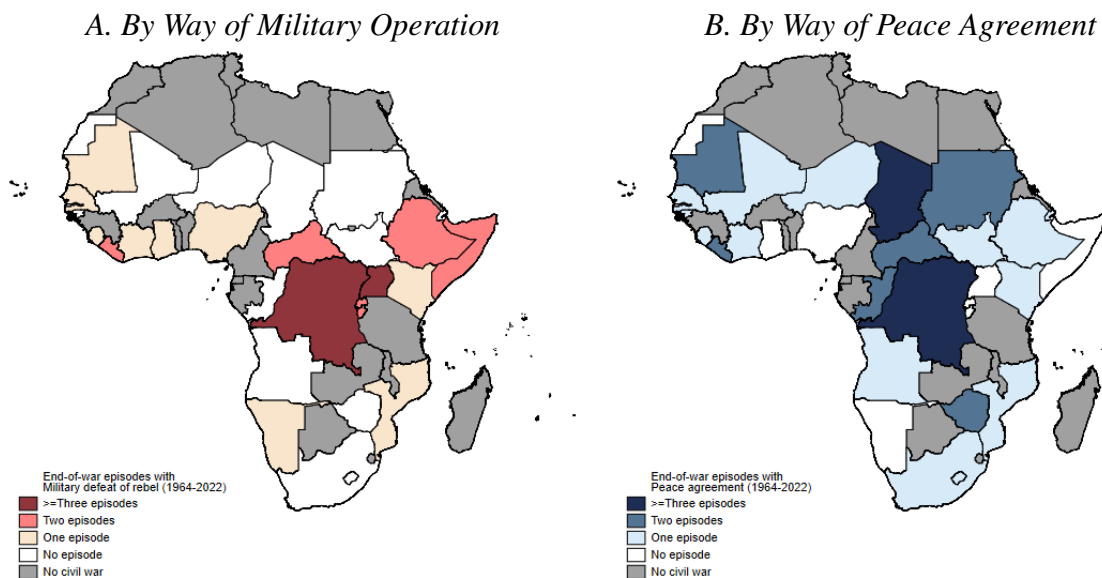 A. By Way of Military Operation
B. By Way of Peace Agreement
End-of-war episodes with
Military defeat of rebel (1964-2022)
>=Three episodes
Two episodes
One episode
No episode
No civil war
End-of-war episodes with
Peace agreement (1964-2022)
>=Three episodes
Two episodes
One episode
No episode
No civil war